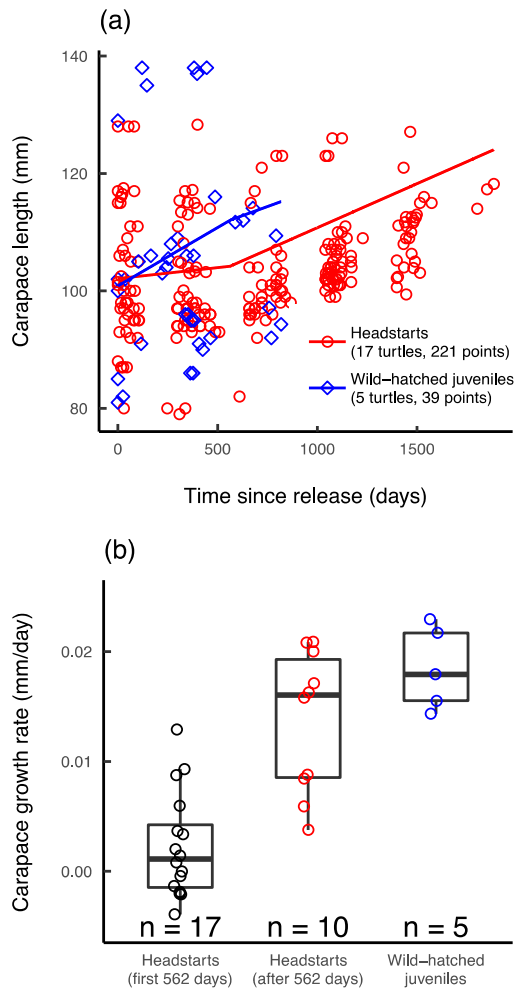 (a)
Carapace length (mm)
140
120
100
80
Headstarts
(17 turtles, 221 points)
Wild−hatched juveniles
(5 turtles, 39 points)
0
500
1000
1500
Time since release (days)
(b)
Carapace growth rate (mm/day)
0.02
0.01
0.00
n = 17
n = 10
n = 5
Headstarts
(first 562 days)
Headstarts
(after 562 days)
Wild−hatched
juveniles